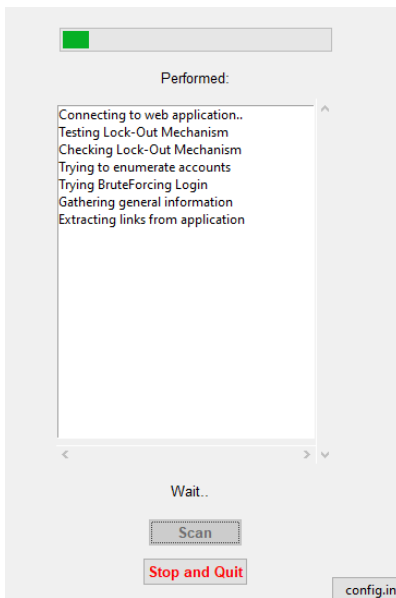 Performed:
Connecting to web application..
Testing Lock-Out Mechanism
Checking Lock-Out Mechanism
Trying to enumerate accounts
Trying BruteForcing Login
Gathering general information
Extracting links from application
Wait..
Scan
Stop and Quit
config.in